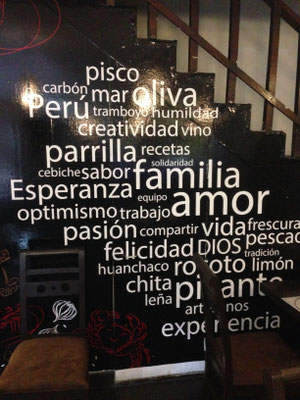 pisco
carbón mar oliva
Perú tramboyo humildad
creatividad vino
parrilla recetas
solidaridad
cebiche sabor familia
Esperanza equipo amor
optimismo trabajo
pasión compartir vida frescura
felicidad DIOS pescado
tradición
huanchaco rocoto limón
chita picante
leña
nos
experiencia